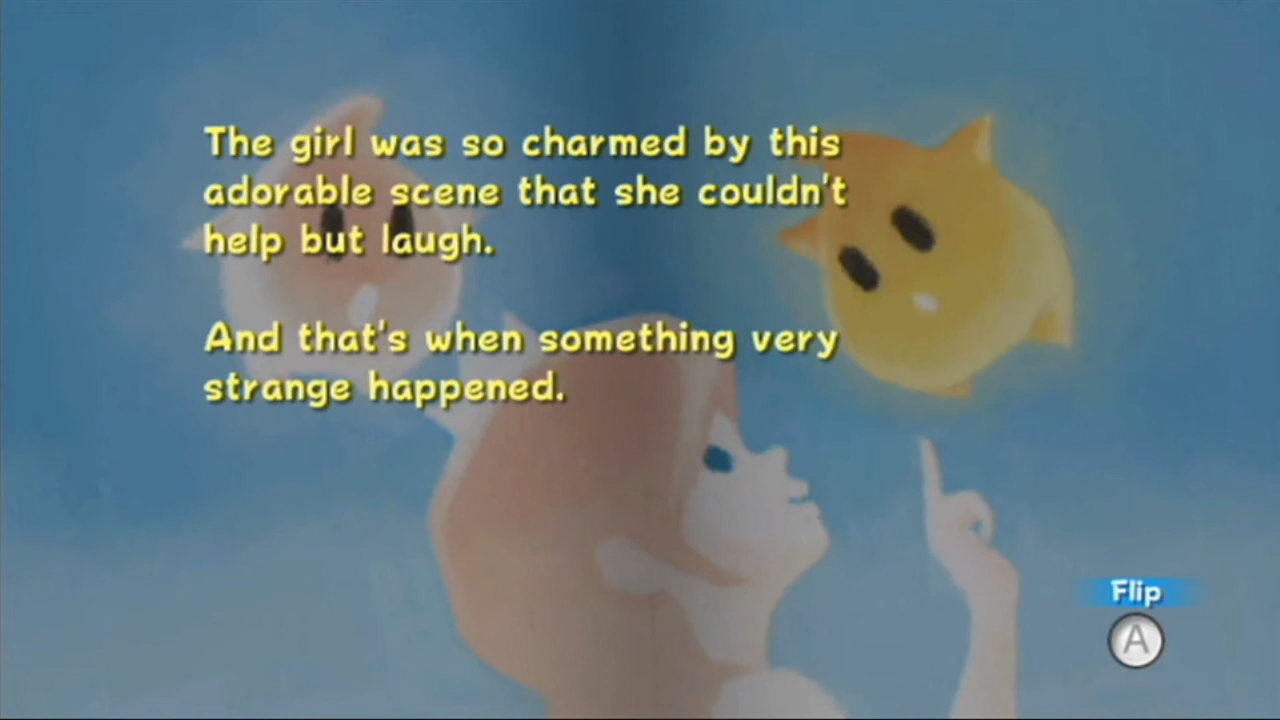 The girl was so charmed by this
adorable scene that she couldn't
help but laugh.
And that's when something very
strange happened.
Flip
A